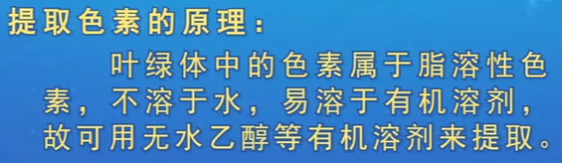 提取色素的原理：
叶绿体中的色素属于脂溶性色
素，不溶于水，易溶于有机溶剂，
故可用无水乙醇等有机溶剂来提取。